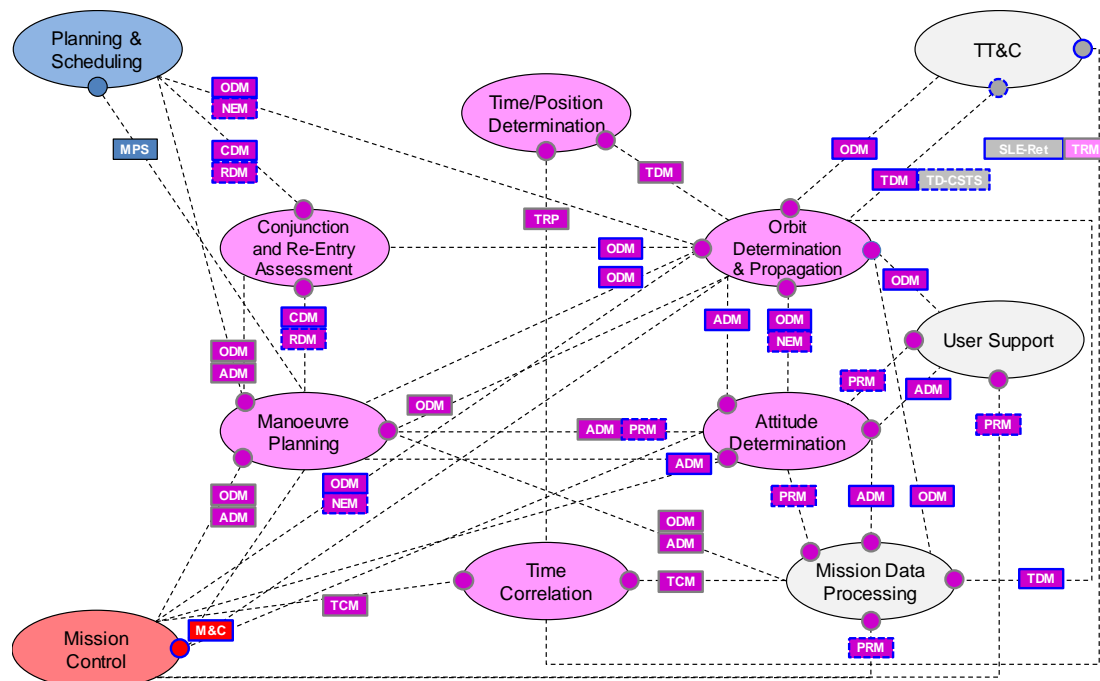 Planning &
Scheduling
TT&C
ODM
NEM
Time/Position
Determination
MPS
CDM
RDM
ODM
SLE-Ret
TRM
TDM
TDM
TD-CSTS
TRP
Conjunction
and Re-Entry
Assessment
ODM
ODM
Orbit
Determination
& Propagation
ODM
CDM
RDM
ADM
ODM
NEM
User Support
ODM
ADM
PRM
ADM
ODM
Manoeuvre
Planning
ADM
PRM
Attitude
Determination
PRM
ADM
ODM
NEM
PRM
ADM
ODM
ODM
ADM
ODM
ADM
Time
Correlation
TCM
Mission Data
Processing
TDM
TCM
M&C
Mission
Control
PRM